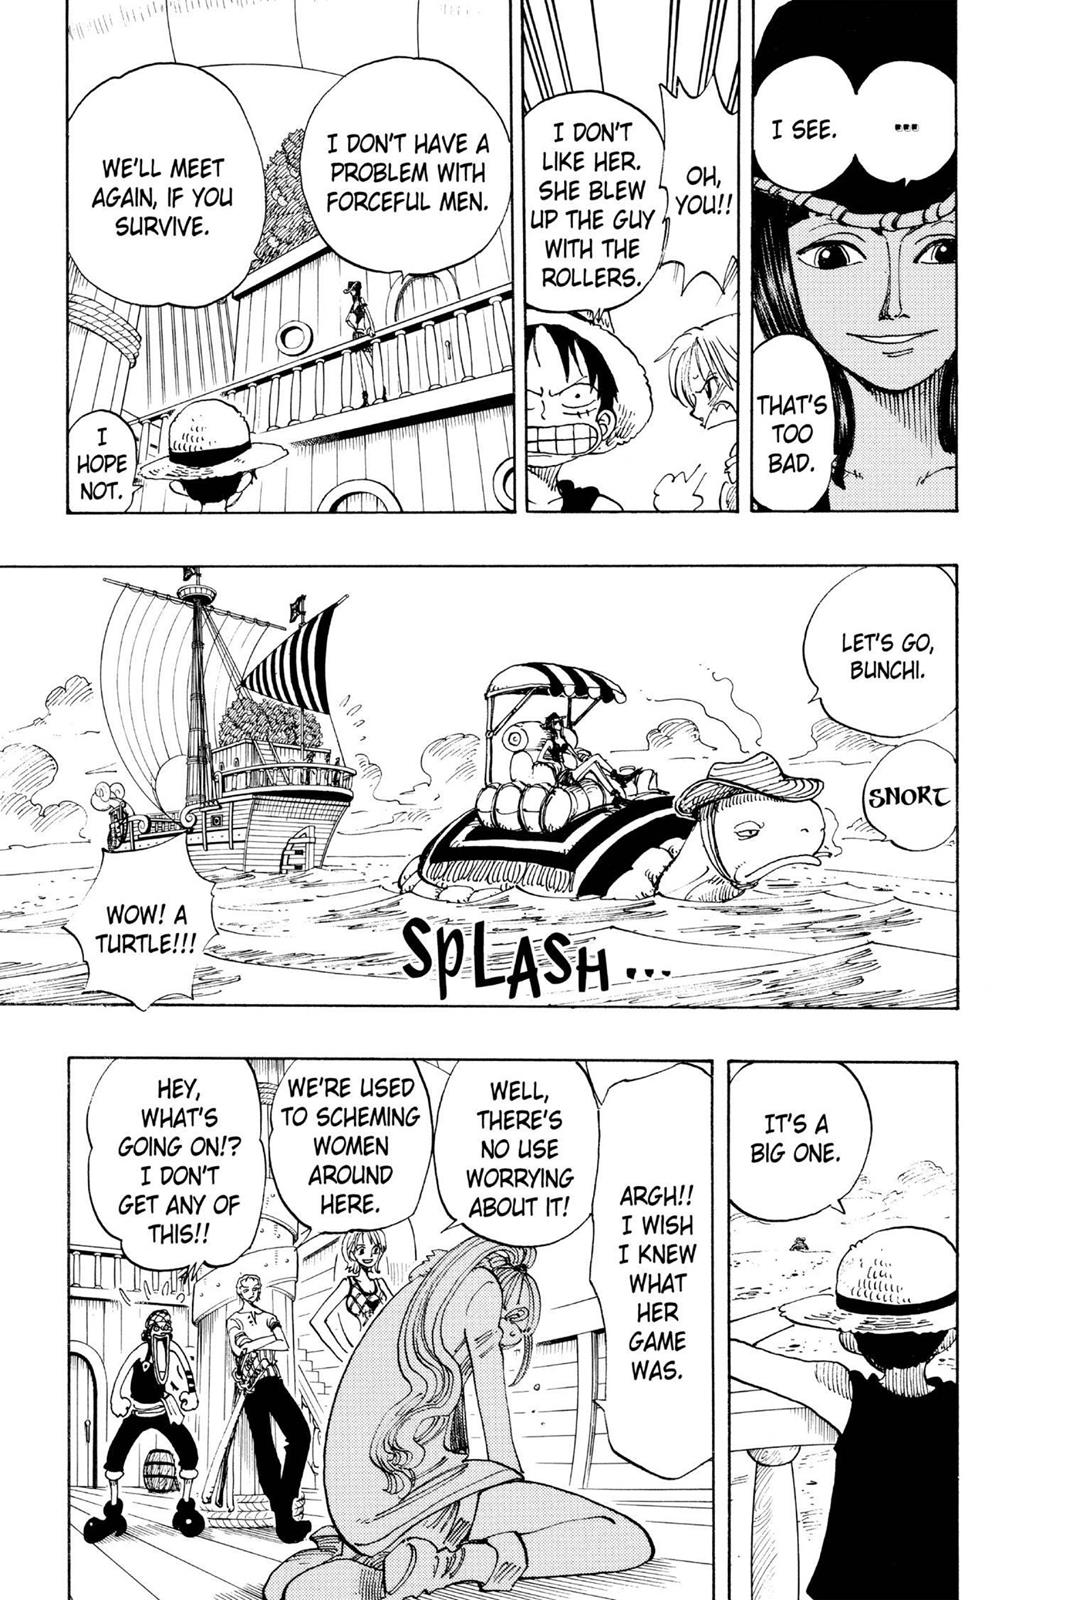 ...
I SEE.
THAT'S
TOO
BAD.
OH,
YOU!!
I DON'T
LIKE HER.
SHE BLEW
UP THE GUY
WITH THE
ROLLERS.
I DON'T HAVE A
PROBLEM WITH
FORCEFUL MEN.
WE'LL MEET
AGAIN, IF YOU
SURVIVE.
I
HOPE
NOT.
LET'S GO,
BUNCHI.
SNORT
SPLASH...
WOW! A
TURTLE!!!
IT'S A
BIG ONE.
ARGH!!
I WISH
I KNEW
WHAT
HER
GAME
WAS.
WELL,
THERE'S
NO USE
WORRYING
ABOUT IT!
WE'RE USED
TO SCHEMING
WOMEN
AROUND
HERE.
HEY,
WHAT'S
GOING ON!?
I DON'T
GET ANY OF
THIS!!